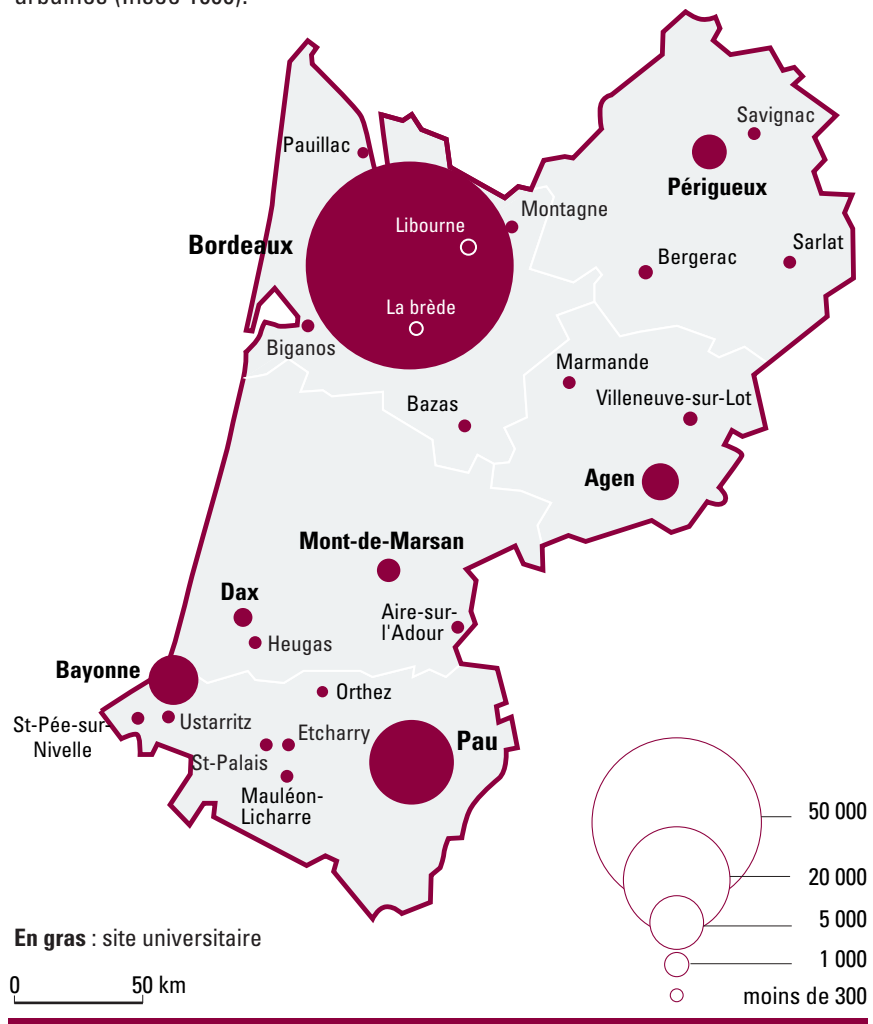 Savignac
Pauillac
Périgueux
Montagne
Libourne
Bordeaux
Sarlat
Bergerac
La brède
Biganos
Marmande
Villeneuve-sur-Lot
Bazas
Agen
Mont-de-Marsan
Dax
Aire-sur-
l'Adour
Heugas
Bayonne
Orthez
St-Pée-sur-
Nivelle
Ustarritz
Etcharry
Pau
St-Palais
Mauléon-
Licharre
50 000
20 000
5 000
1 000
moins de 300
En gras : site universitaire
0 50 km